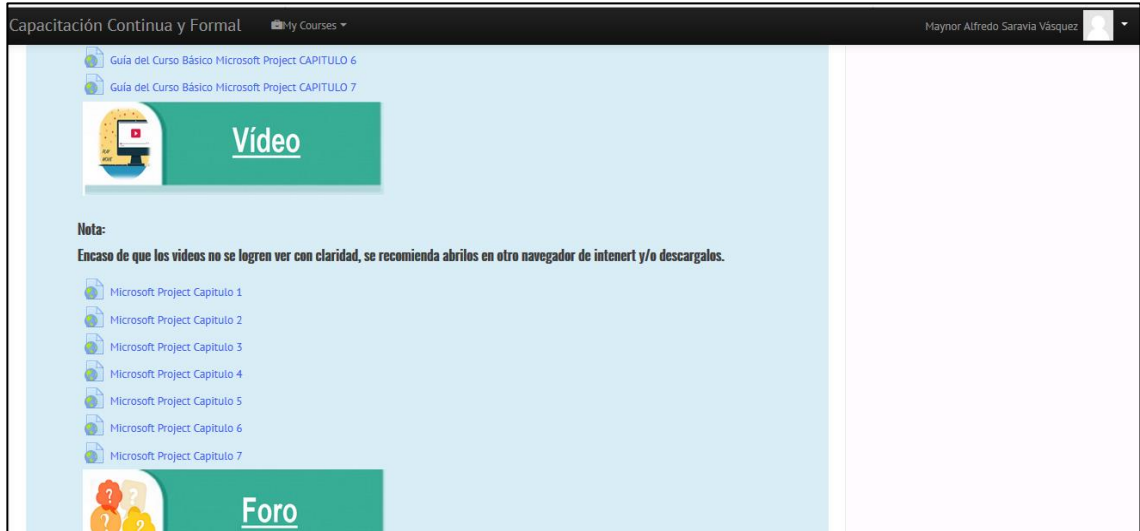 Capacitación Continua y Formal My Courses Maynor Alfredo Saravia Vásquez
Guía del Curso Básico Microsoft Project CAPITULO 6
Guía del Curso Básico Microsoft Project CAPITULO 7
Vídeo
Nota:
Encaso de que los videos no se logren ver con claridad, se recomienda abrilos en otro navegador de intenert y/o descargalos.
Microsoft Project Capitulo 1
Microsoft Project Capitulo 2
Microsoft Project Capitulo 3
Microsoft Project Capitulo 4
Microsoft Project Capitulo 5
Microsoft Project Capitulo 6
Microsoft Project Capitulo 7
? ?
? Foro